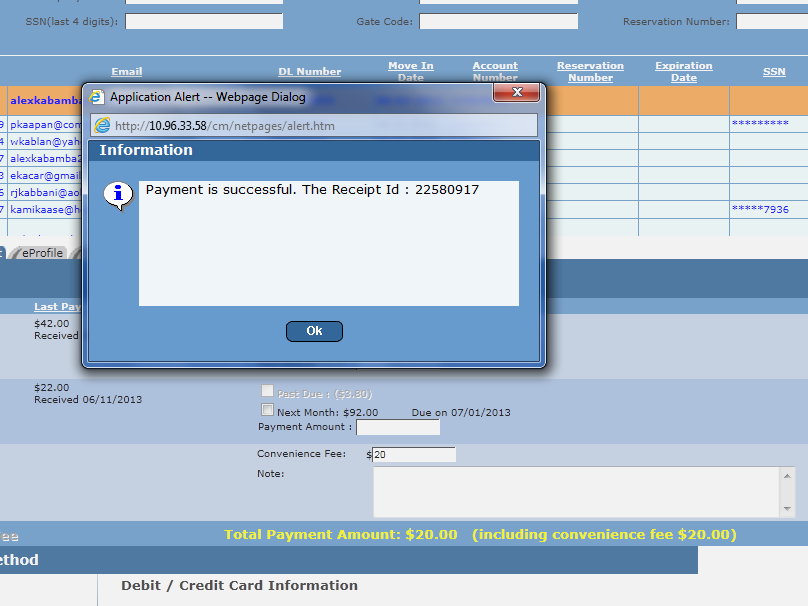 SSN(last 4 digits):
Gate Code:
Reservation Number:
Email
DL Number
Move In Date
Account Number
Reservation Number
Expiration Date
SSN
alexkabamba
9 pkaapan@com
*********
4 wkablan@yah
7 alexkabamba2
3 ekacar@gmail
6 rjkabbani@ao
7 kamikaase@h
*****7936
Application Alert -- Webpage Dialog
http://10.96.33.58/cm/netpages/alert.htm
Information
Payment is successful. The Receipt Id : 22580917
Ok
eProfile
Last Pay
$42.00
Received
$22.00
Received 06/11/2013
Past Due : ($3.80)
Next Month: $92.00 Due on 07/01/2013
Payment Amount :
Convenience Fee: $20
Note:
Fee
Total Payment Amount: $20.00 (including convenience fee $20.00)
ethod
Debit / Credit Card Information